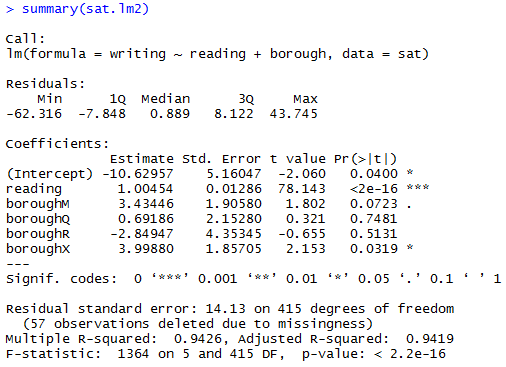 > summary(sat.lm2)
Call:
lm(formula = writing ~ reading + borough, data = sat)
Residuals:
    Min      1Q  Median      3Q     Max
-62.316  -7.848   0.889   8.122  43.745
Coefficients:
             Estimate Std. Error t value Pr(>|t|)
(Intercept) -10.62957    5.16047  -2.060   0.0400 *
reading       1.00454    0.01286  78.143   <2e-16 ***
boroughM      3.43446    1.90580   1.802   0.0723 .
boroughQ      0.69186    2.15280   0.321   0.7481
boroughR     -2.84947    4.35345  -0.655   0.5131
boroughX      3.99880    1.85705   2.153   0.0319 *
---
Signif. codes:  0 ‘***’ 0.001 ‘**’ 0.01 ‘*’ 0.05 ‘.’ 0.1 ‘ ’ 1
Residual standard error: 14.13 on 415 degrees of freedom
  (57 observations deleted due to missingness)
Multiple R-squared:  0.9426, Adjusted R-squared:  0.9419
F-statistic:  1364 on 5 and 415 DF,  p-value: < 2.2e-16